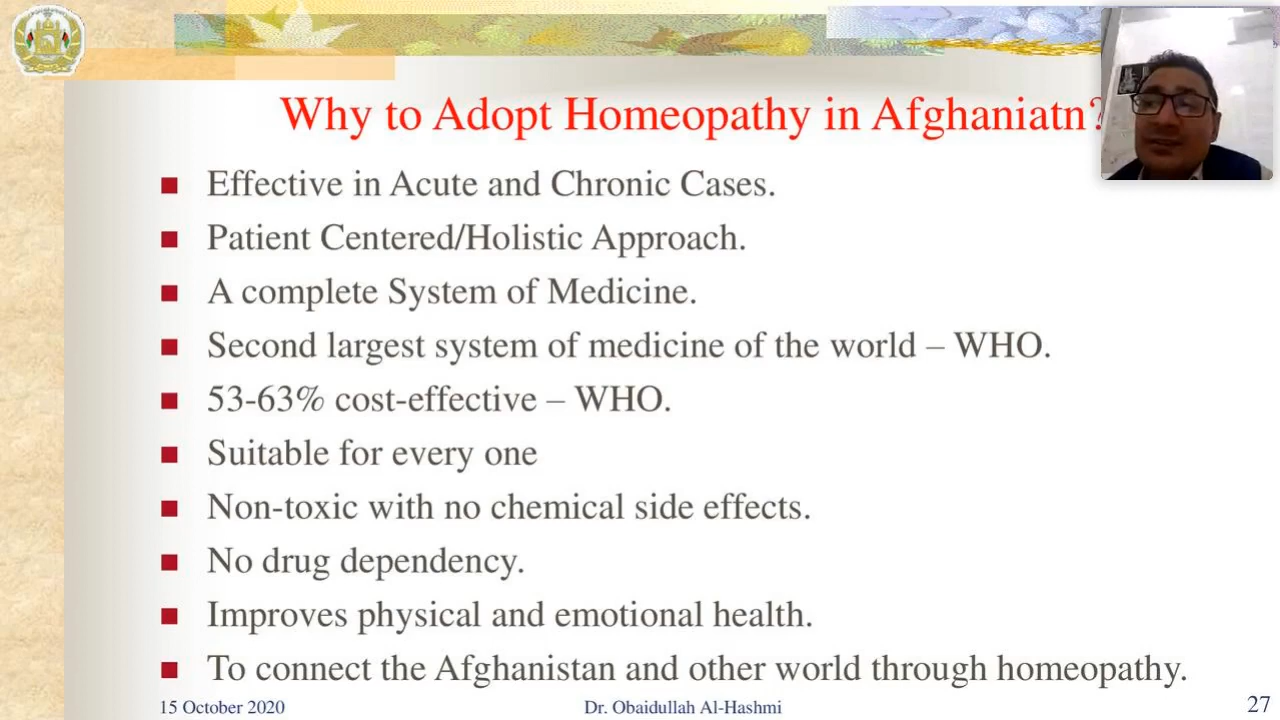 Why to Adopt Homeopathy in Afghaniatn?
Effective in Acute and Chronic Cases.
Patient Centered/Holistic Approach.
A complete System of Medicine.
Second largest system of medicine of the world – WHO.
53-63% cost-effective – WHO.
Suitable for every one
Non-toxic with no chemical side effects.
No drug dependency.
Improves physical and emotional health.
To connect the Afghanistan and other world through homeopathy.
15 October 2020
Dr. Obaidullah Al-Hashmi
27